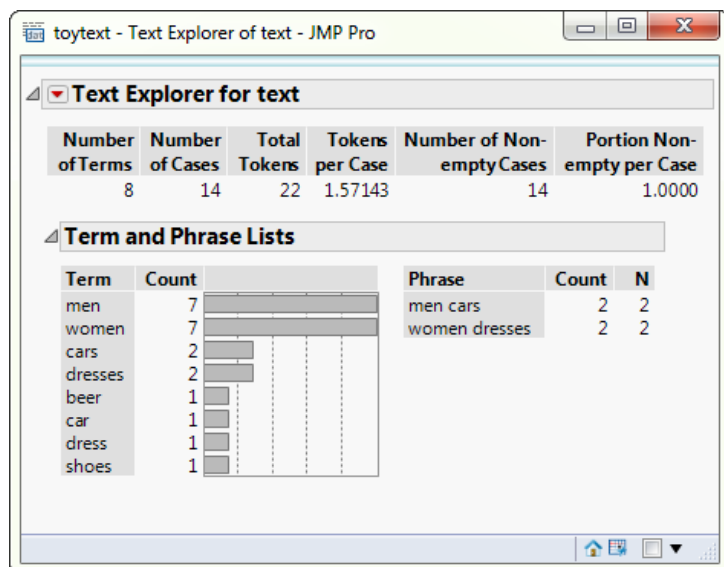 toytext - Text Explorer of text - JMP Pro
Text Explorer for text
Number of Terms Number of Cases Total Tokens Tokens per Case Number of Non-empty Cases Portion Non-empty per Case
8 14 22 1.57143 14 1.0000
Term and Phrase Lists
Term Count
men 7
women 7
cars 2
dresses 2
beer 1
car 1
dress 1
shoes 1
Phrase Count N
men cars 2 2
women dresses 2 2